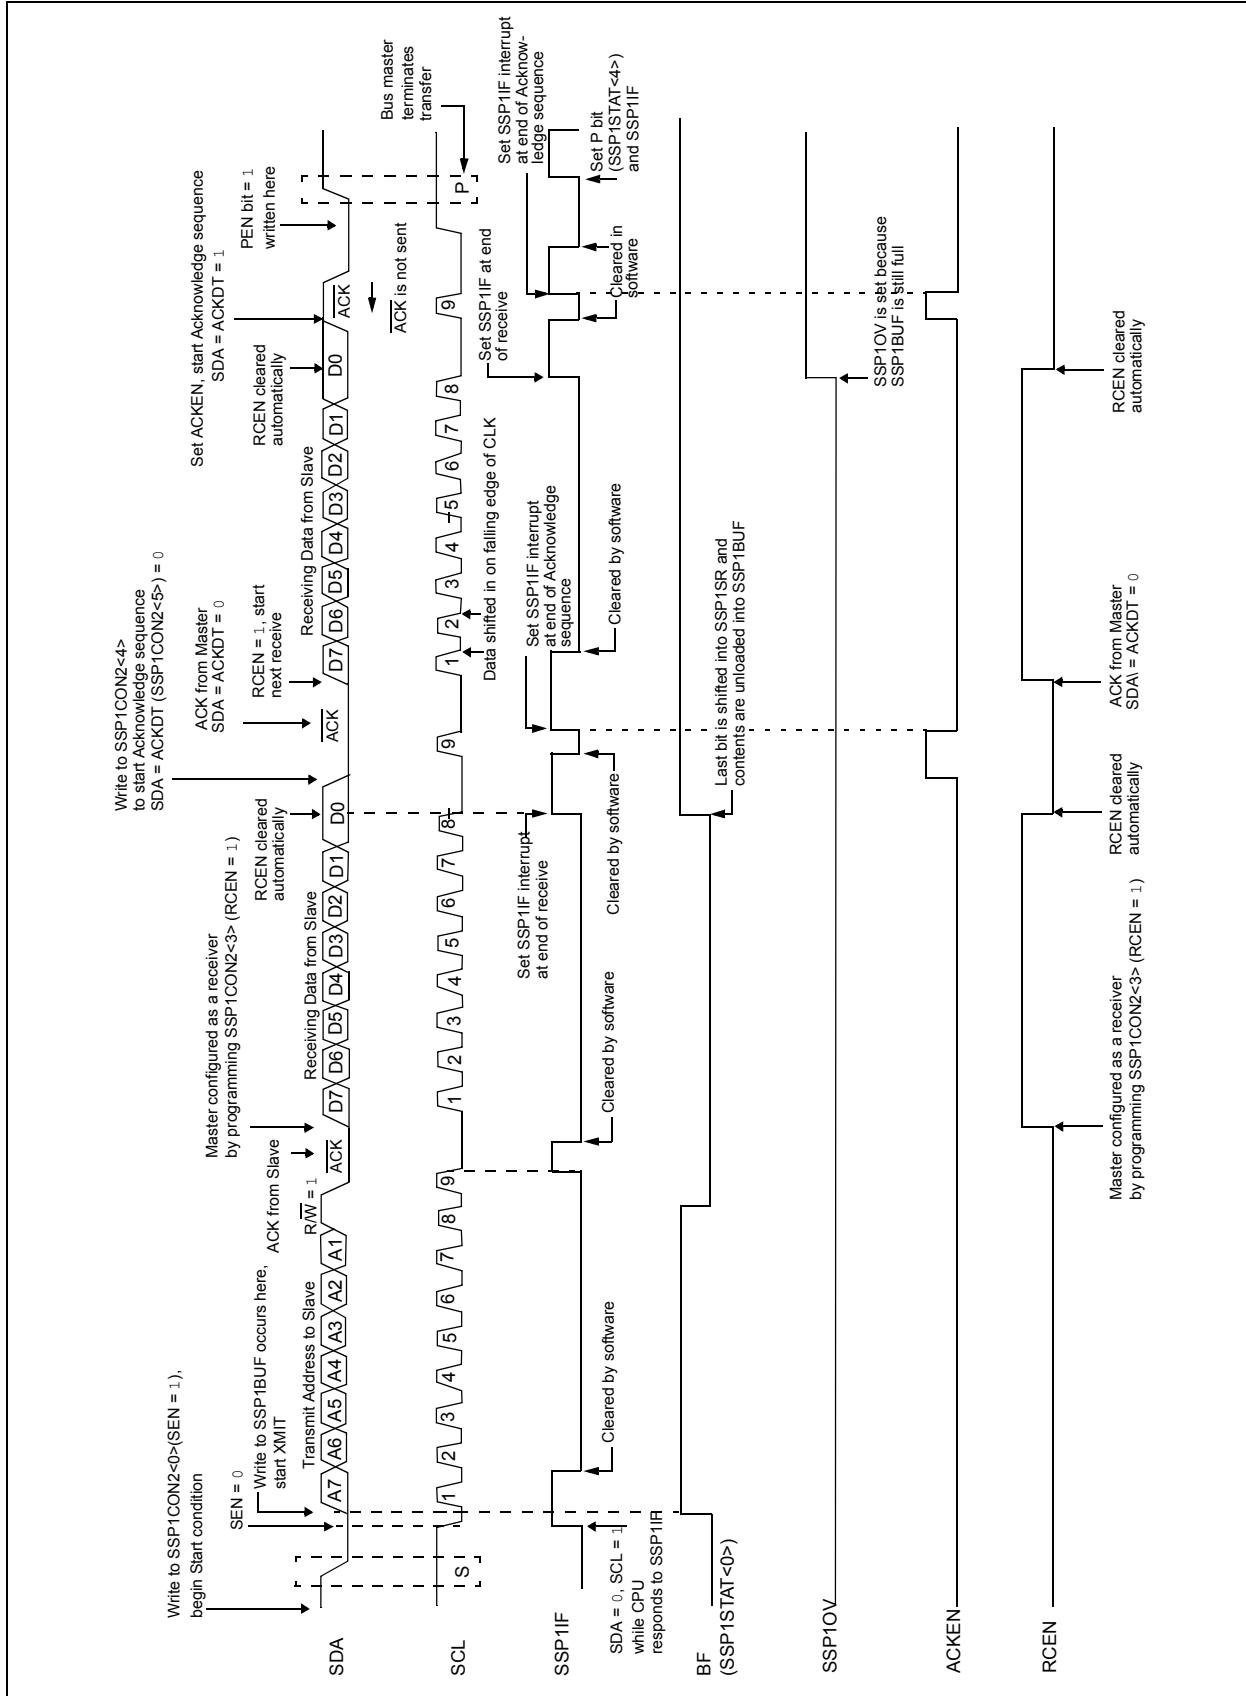 Write to SSP1CON2<0>(SEN = 1),
begin Start condition
SEN = 0
Write to SSP1BUF occurs here,
start XMIT
ACK from Slave
Master configured as a receiver
by programming SSP1CON2<3> (RCEN = 1)
RCEN cleared
automatically
Write to SSP1CON2<4>
to start Acknowledge sequence
SDA = ACKDT (SSP1CON2<5>) = 0
ACK from Master
SDA = ACKDT = 0
RCEN = 1, start
next receive
RCEN cleared
automatically
Set ACKEN, start Acknowledge sequence
SDA = ACKDT = 1
PEN bit = 1
written here
Transmit Address to Slave
R/W = 1
Receiving Data from Slave
Receiving Data from Slave
SDA
A7 A6 A5 A4 A3 A2 A1 ACK D7 D6 D5 D4 D3 D2 D1 D0 ACK D7 D6 D5 D4 D3 D2 D1 D0 ACK
ACK is not sent
Bus master
terminates
transfer
SCL
S 1 2 3 4 5 6 7 8 9 1 2 3 4 5 6 7 8 9 1 2 3 4 5 6 7 8 9 P
Data shifted in on falling edge of CLK
Set SSP1IF interrupt
at end of receive
Set SSP1IF interrupt
at end of Acknowledge
sequence
Set SSP1IF at end
of receive
Set SSP1IF interrupt
at end of Acknow-
ledge sequence
SSP1IF
SDA = 0, SCL = 1
while CPU
responds to SSP1IF
Cleared by software
Cleared by software
Cleared by software
Cleared by software
Cleared in
software
Set P bit
(SSP1STAT<4>)
and SSP1IF
BF
(SSP1STAT<0>)
Last bit is shifted into SSP1SR and
contents are unloaded into SSP1BUF
SSP1OV
SSP1OV is set because
SSP1BUF is still full
ACKEN
RCEN
Master configured as a receiver
by programming SSP1CON2<3> (RCEN = 1)
RCEN cleared
automatically
ACK from Master
SDA\ = ACKDT = 0
RCEN cleared
automatically